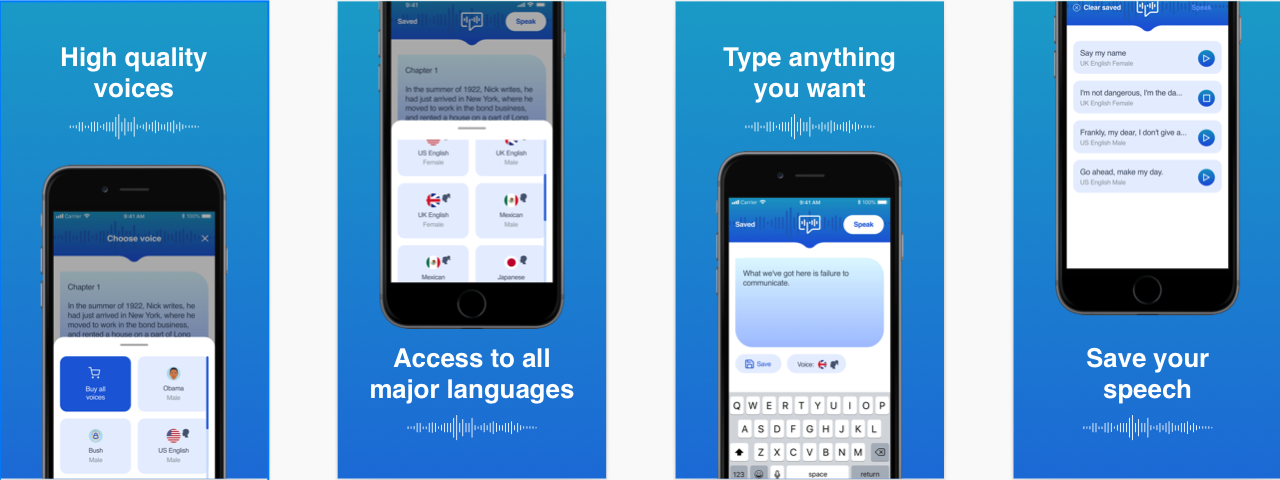 High quality
voices
Carrier 9:41 AM 100%
Choose voice
Chapter 1
In the summer of 1922, Nick writes, he
had just arrived in New York, where he
moved to work in the bond business,
and rented a house on a part of Long
Buy all
voices
Obama
Male
Bush
Male
US English
Male
Saved
Speak
Chapter 1
In the summer of 1922, Nick writes, he
had just arrived in New York, where he
moved to work in the bond business,
and rented a house on a part of Long
US English
Female
UK English
Male
UK English
Female
Mexican
Male
Mexican
Japanese
Access to all
major languages
Type anything
you want
Carrier 9:41 AM 100%
Saved
Speak
What we've got here is failure to
communicate.
Save
Voice:
Q W E R T Y U I O P
A S D F G H J K L
Z X C V B N M
123 space return
Clear saved
Speak
Say my name
UK English Female
I'm not dangerous, I'm the da...
UK English Female
Frankly, my dear, I don't give a...
US English Male
Go ahead, make my day.
US English Male
Save your
speech